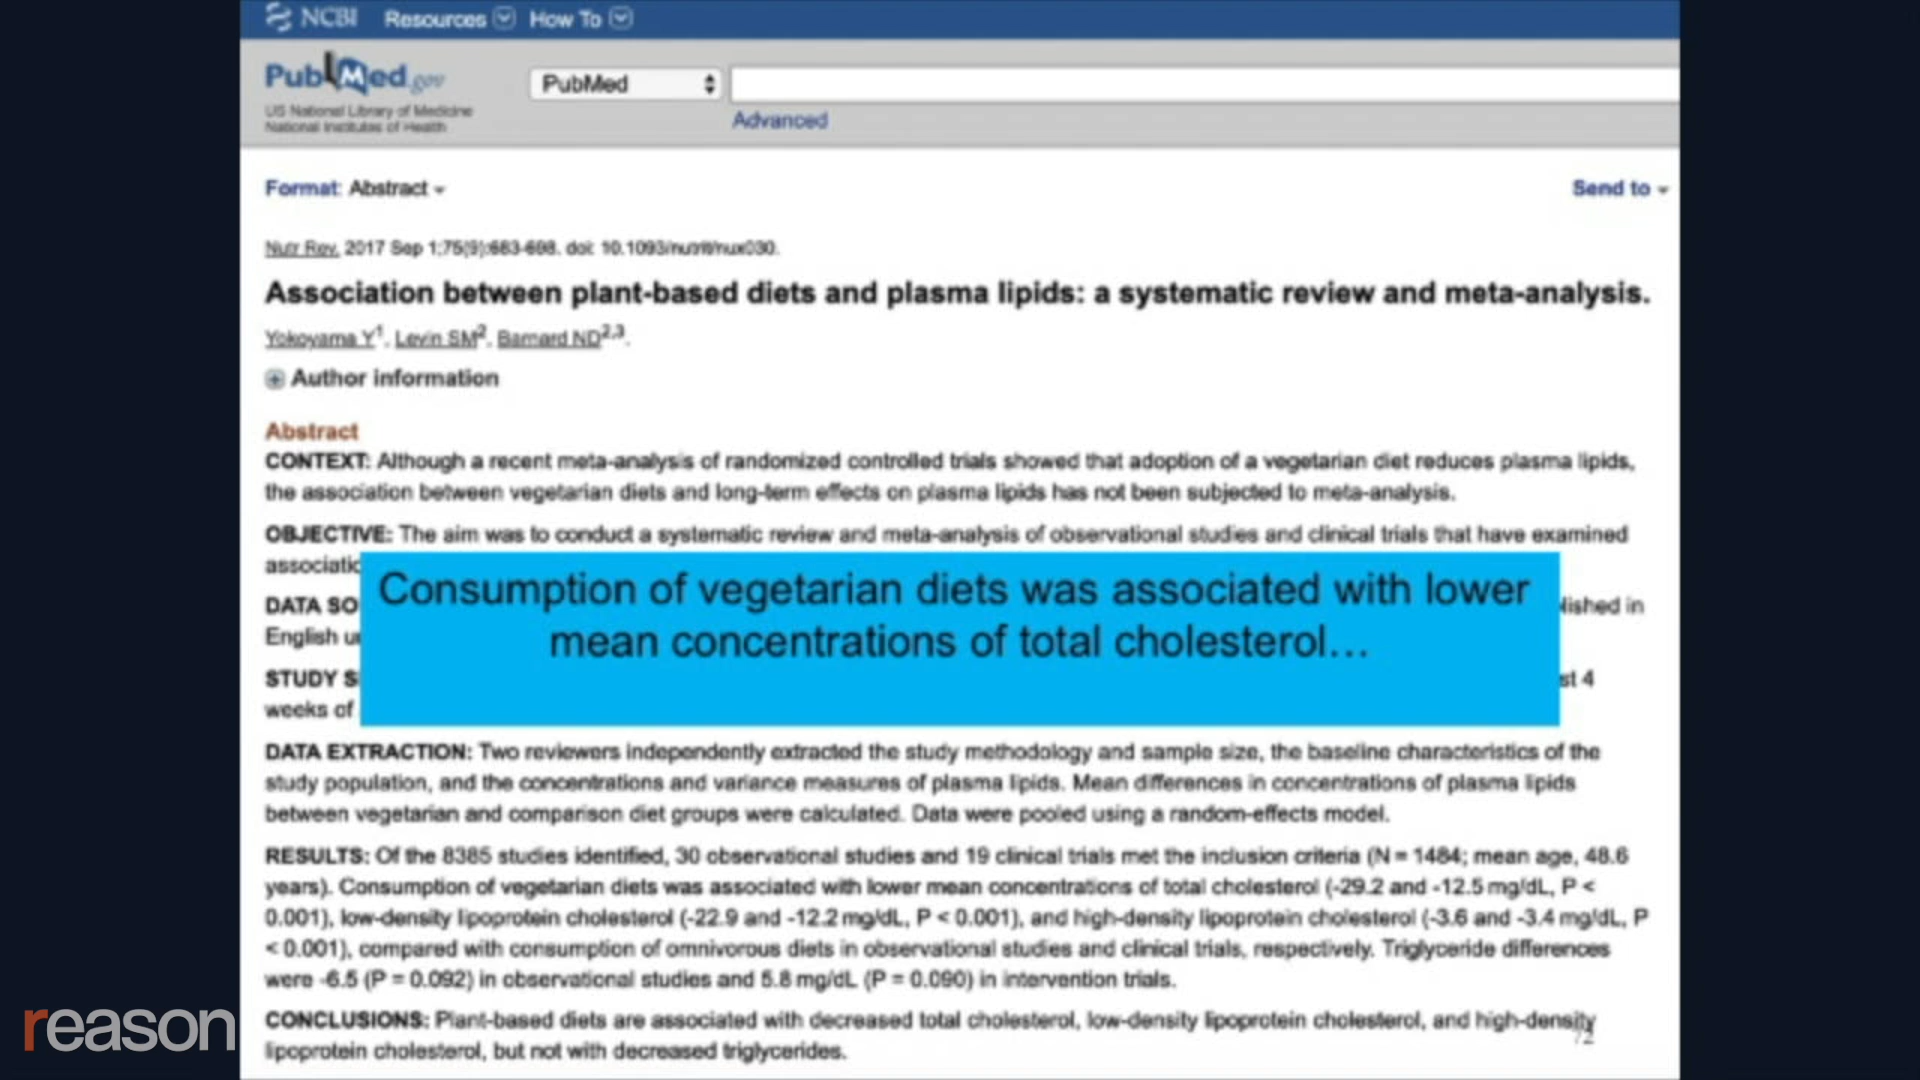 NCBI Resources How To
PubMed.gov
US National Library of Medicine
National Institutes of Health
PubMed
Advanced
Format: Abstract
Send to
Nutr Rev. 2017 Sep 1;75(9):683-698. doi: 10.1093/nutrit/nux030.
Association between plant-based diets and plasma lipids: a systematic review and meta-analysis.
Yokoyama Y1, Levin SM2, Barnard ND2,3.
Author information
Abstract
CONTEXT: Although a recent meta-analysis of randomized controlled trials showed that adoption of a vegetarian diet reduces plasma lipids,
the association between vegetarian diets and long-term effects on plasma lipids has not been subjected to meta-analysis.
OBJECTIVE: The aim was to conduct a systematic review and meta-analysis of observational studies and clinical trials that have examined
associatio
Consumption of vegetarian diets was associated with lower
mean concentrations of total cholesterol...
DATA SO
lished in
English u
STUDY S
st 4
weeks of
DATA EXTRACTION: Two reviewers independently extracted the study methodology and sample size, the baseline characteristics of the
study population, and the concentrations and variance measures of plasma lipids. Mean differences in concentrations of plasma lipids
between vegetarian and comparison diet groups were calculated. Data were pooled using a random-effects model.
RESULTS: Of the 8385 studies identified, 30 observational studies and 19 clinical trials met the inclusion criteria (N = 1484; mean age, 48.6
years). Consumption of vegetarian diets was associated with lower mean concentrations of total cholesterol (-29.2 and -12.5 mg/dL, P <
0.001), low-density lipoprotein cholesterol (-22.9 and -12.2 mg/dL, P < 0.001), and high-density lipoprotein cholesterol (-3.6 and -3.4 mg/dL, P
< 0.001), compared with consumption of omnivorous diets in observational studies and clinical trials, respectively. Triglyceride differences
were -6.5 (P = 0.092) in observational studies and 5.8 mg/dL (P = 0.090) in intervention trials.
CONCLUSIONS: Plant-based diets are associated with decreased total cholesterol, low-density lipoprotein cholesterol, and high-density
lipoprotein cholesterol, but not with decreased triglycerides.
72
reason